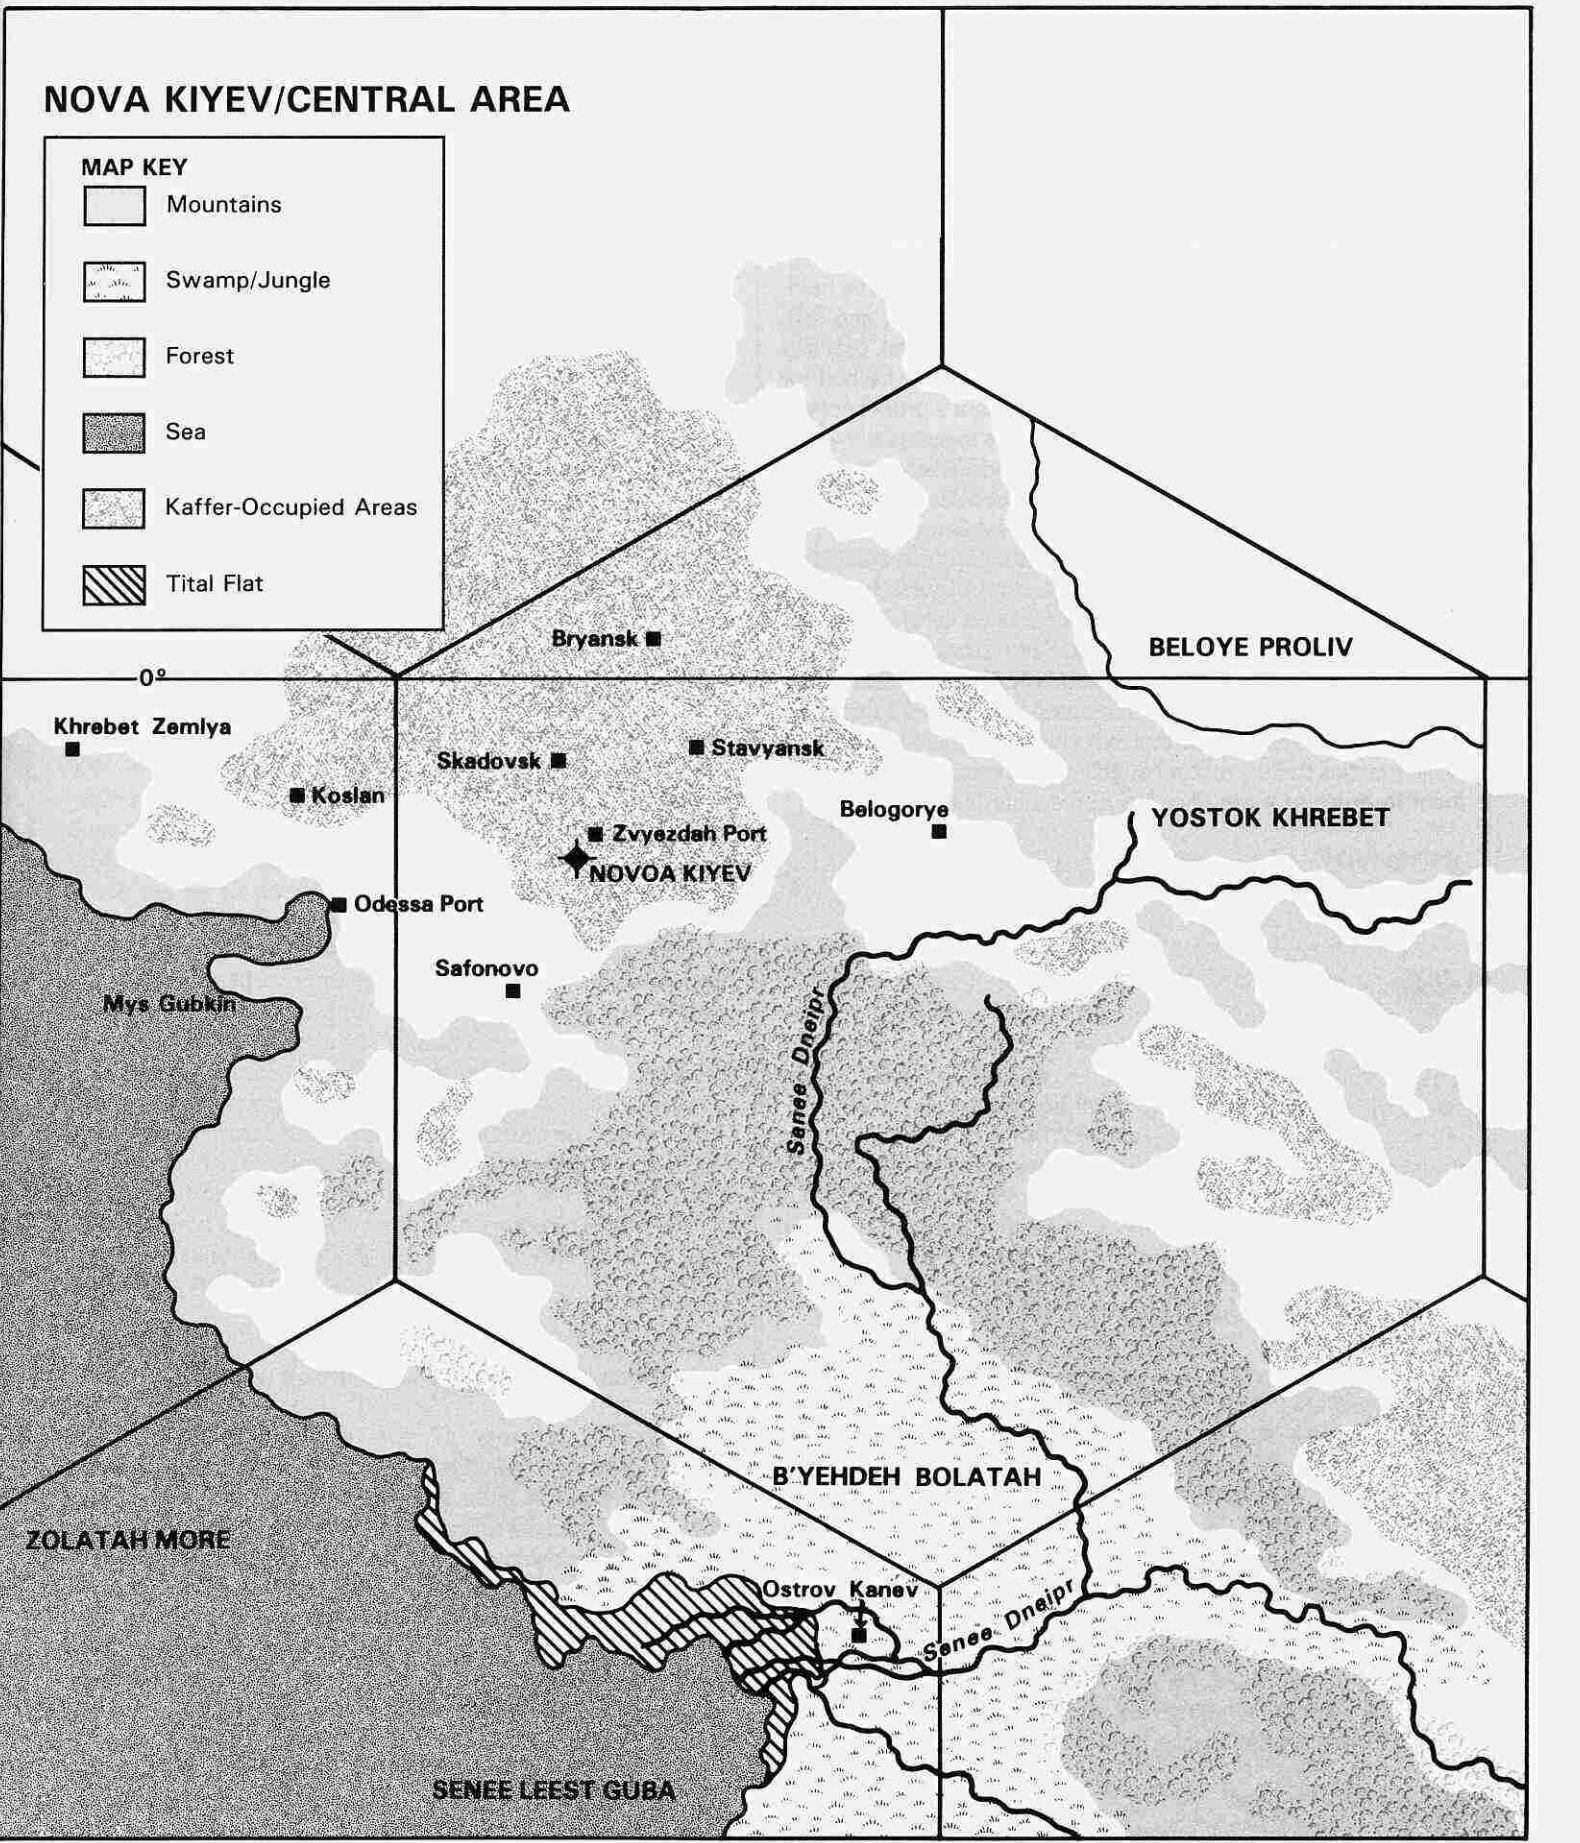 NOVA KIYEV/CENTRAL AREA
MAP KEY
Mountains
Swamp/Jungle
Forest
Sea
Kaffer-Occupied Areas
Tital Flat
Bryansk
BELOYE PROLIV
0°
Khrebet Zemlya
Skadovsk
Stavyansk
Koslan
Belogorye
YOSTOK KHREBET
Zvyezdah Port
NOVOA KIYEV
Odessa Port
Safonovo
Mys Gubkin
Senee Dneipr
B'YEHDEH BOLATAH
ZOLATAH MORE
Ostrov Kanev
Senee Dneipr
SENEE LEEST GUBA